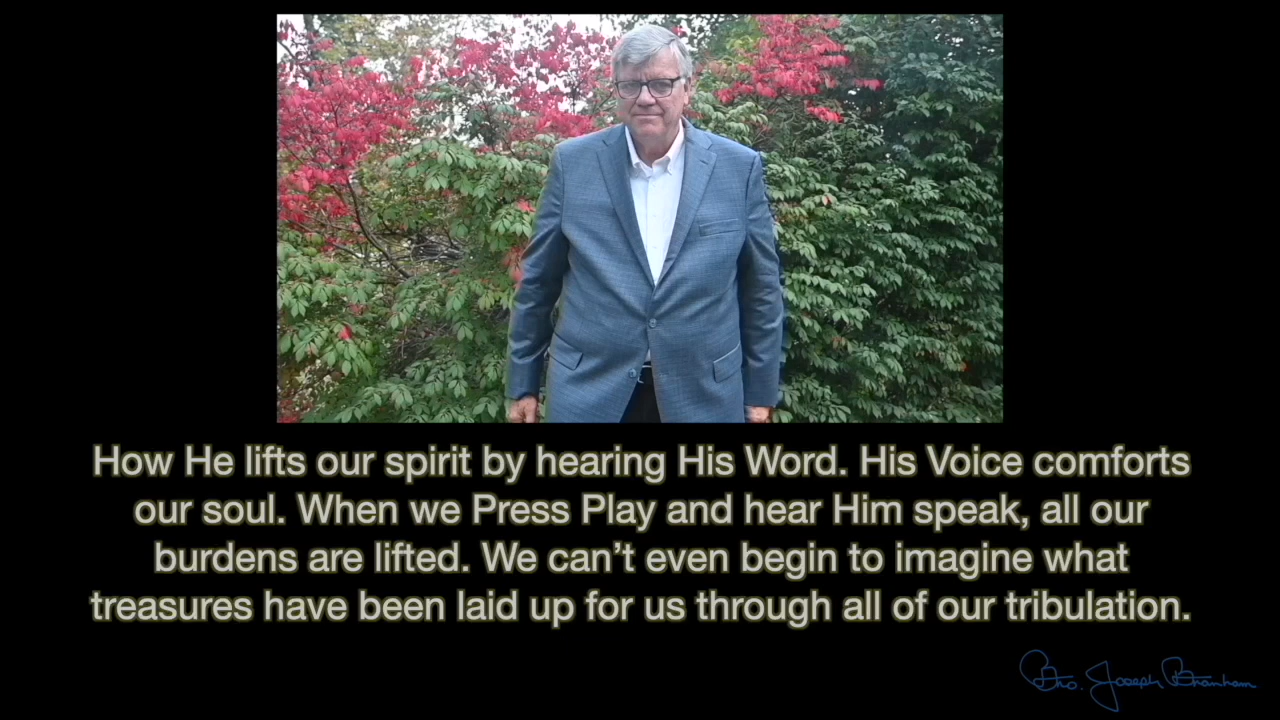 How He lifts our spirit by hearing His Word. His Voice comforts
our soul. When we Press Play and hear Him speak, all our
burdens are lifted. We can’t even begin to imagine what
treasures have been laid up for us through all of our tribulation.
Bro. Joseph Branham